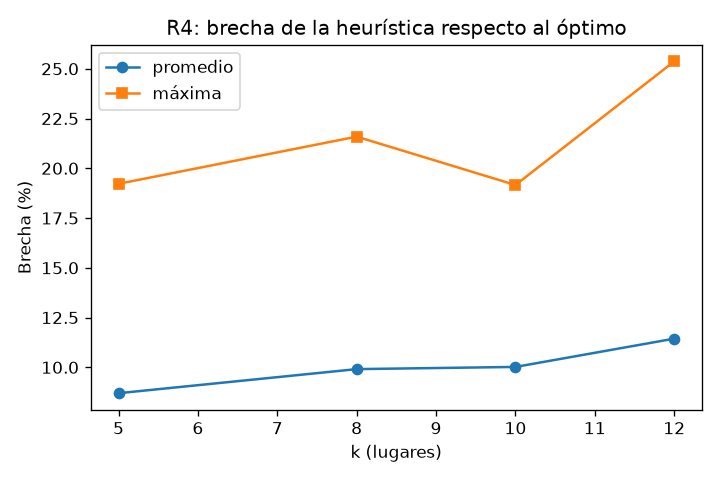 R4: brecha de la heurística respecto al óptimo
promedio
máxima
25.0
22.5
20.0
17.5
15.0
12.5
10.0
Brecha (%)
5 6 7 8 9 10 11 12
k (lugares)